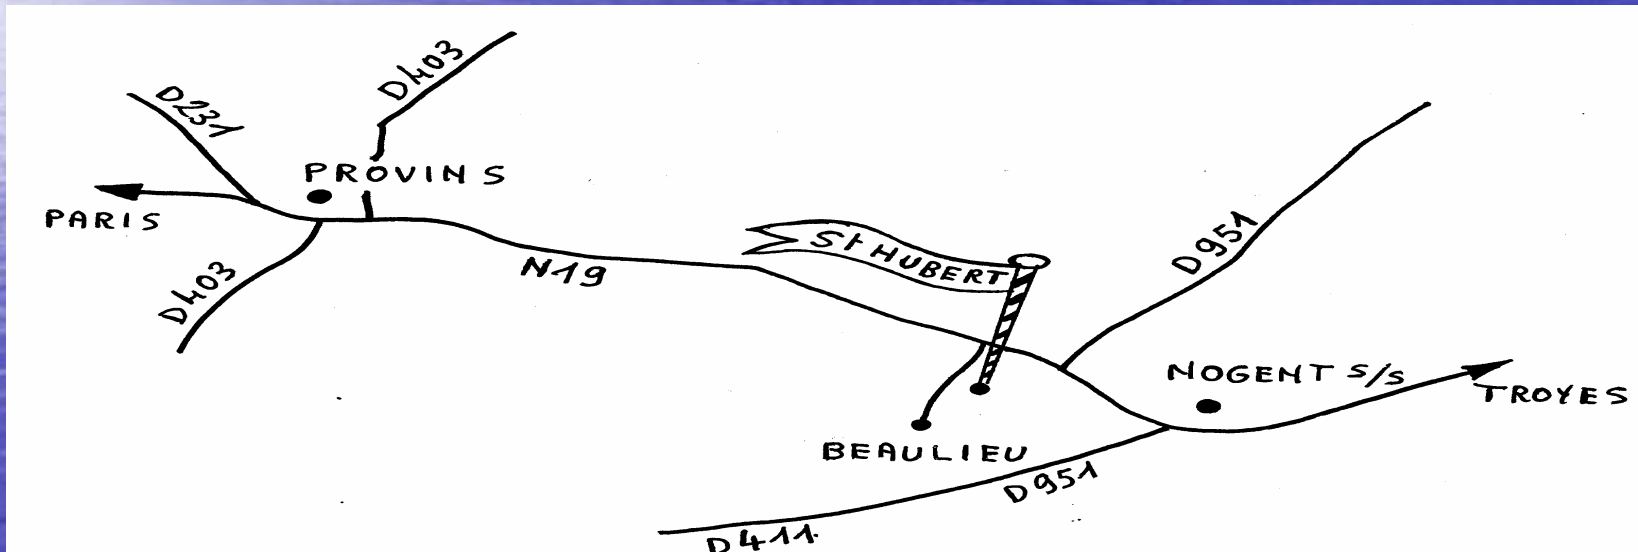 D403
D231
PROVINS
PARIS
D403
N19
St HUBERT
D951
NOGENT S/S
TROYES
BEAULIEU
D951
D411